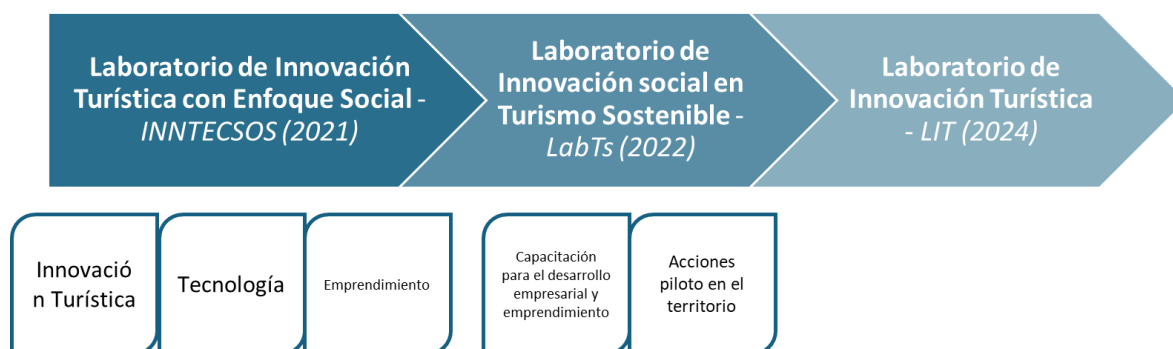 Laboratorio de Innovación
Turística con Enfoque Social -
INNTECSOS (2021)
Laboratorio de
Innovación social en
Turismo Sostenible -
LabTs (2022)
Laboratorio de
Innovación Turística
- LIT (2024)
Innovació
n Turística
Tecnología
Emprendimiento
Capacitación
para el desarrollo
empresarial y
emprendimiento
Acciones
piloto en el
territorio